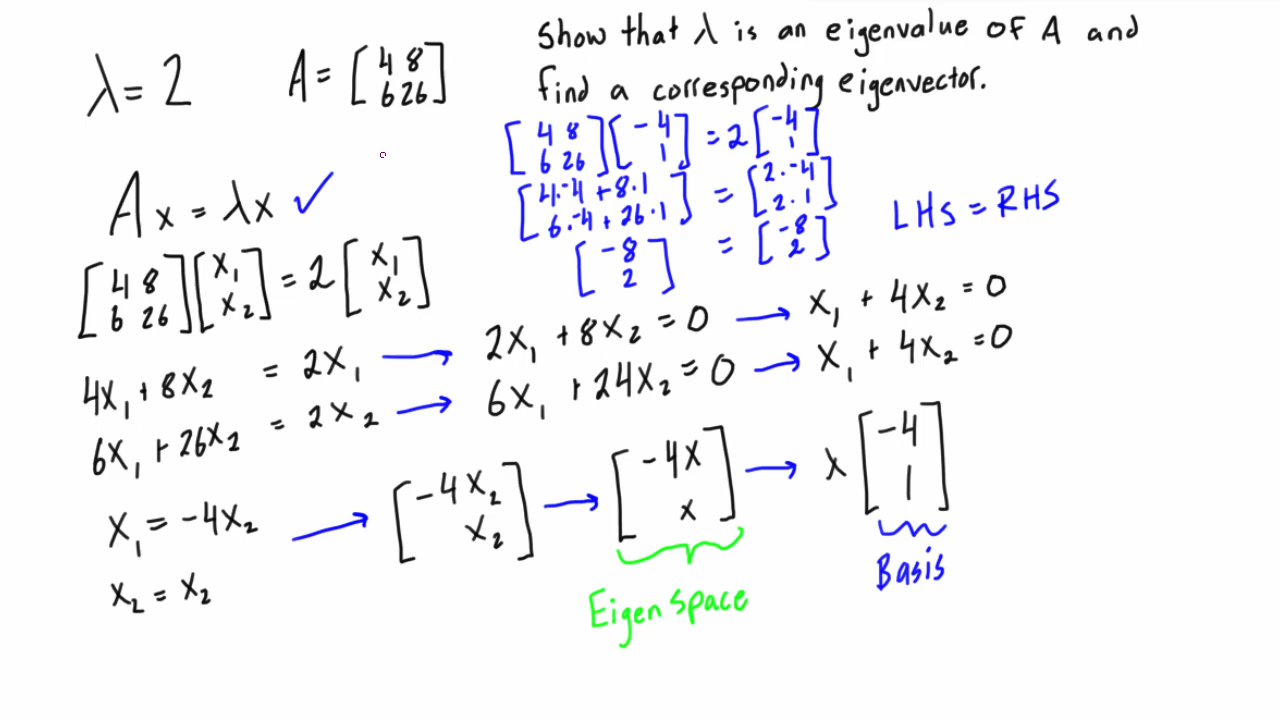 λ = 2   A = [4 8; 6 26]
Show that λ is an eigenvalue of A and
find a corresponding eigenvector.
[4 8; 6 26] [-4; 1] = 2 [-4; 1]
[4·-4 + 8·1; 6·-4 + 26·1] = [2·-4; 2·1]
[-8; 2] = [-8; 2]
LHS = RHS
Ax = λx ✓
[4 8; 6 26] [x₁; x₂] = 2 [x₁; x₂]
4x₁ + 8x₂ = 2x₁ → 2x₁ + 8x₂ = 0 → x₁ + 4x₂ = 0
6x₁ + 26x₂ = 2x₂ → 6x₁ + 24x₂ = 0 → x₁ + 4x₂ = 0
x₁ = -4x₂ → [-4x₂; x₂] → [-4x; x] → x [-4; 1]
x₂ = x₂
Eigen space
Basis